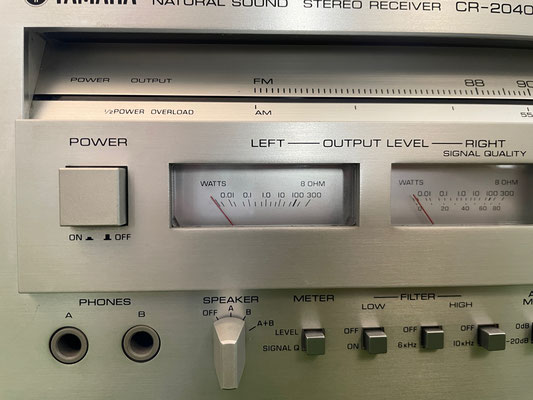 YAMAHA NATURAL SOUND STEREO RECEIVER CR-2040
POWER OUTPUT FM 88 90
½POWER OVERLOAD AM 55
POWER
LEFT OUTPUT LEVEL RIGHT
SIGNAL QUALITY
WATTS 8 OHM
0.01 0.1 1.0 10 100 300
WATTS 8 OHM
0.01 0.1 1.0 10 100 300
0 20 40 60 80
ON OFF
PHONES
A B
SPEAKER
OFF A B A+B
METER
LEVEL
SIGNAL Q
FILTER
LOW HIGH
OFF OFF OFF
ON 6kHz 10kHz
0dB
-20dB